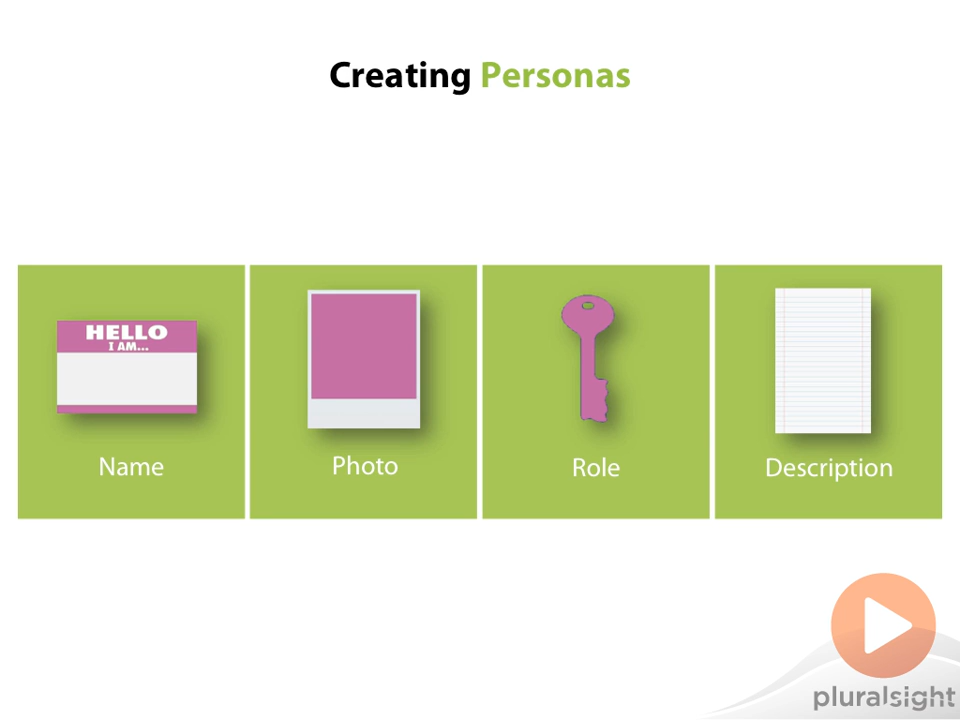 Creating Personas
HELLO
I AM...
Name
Photo
Role
Description
pluralsight